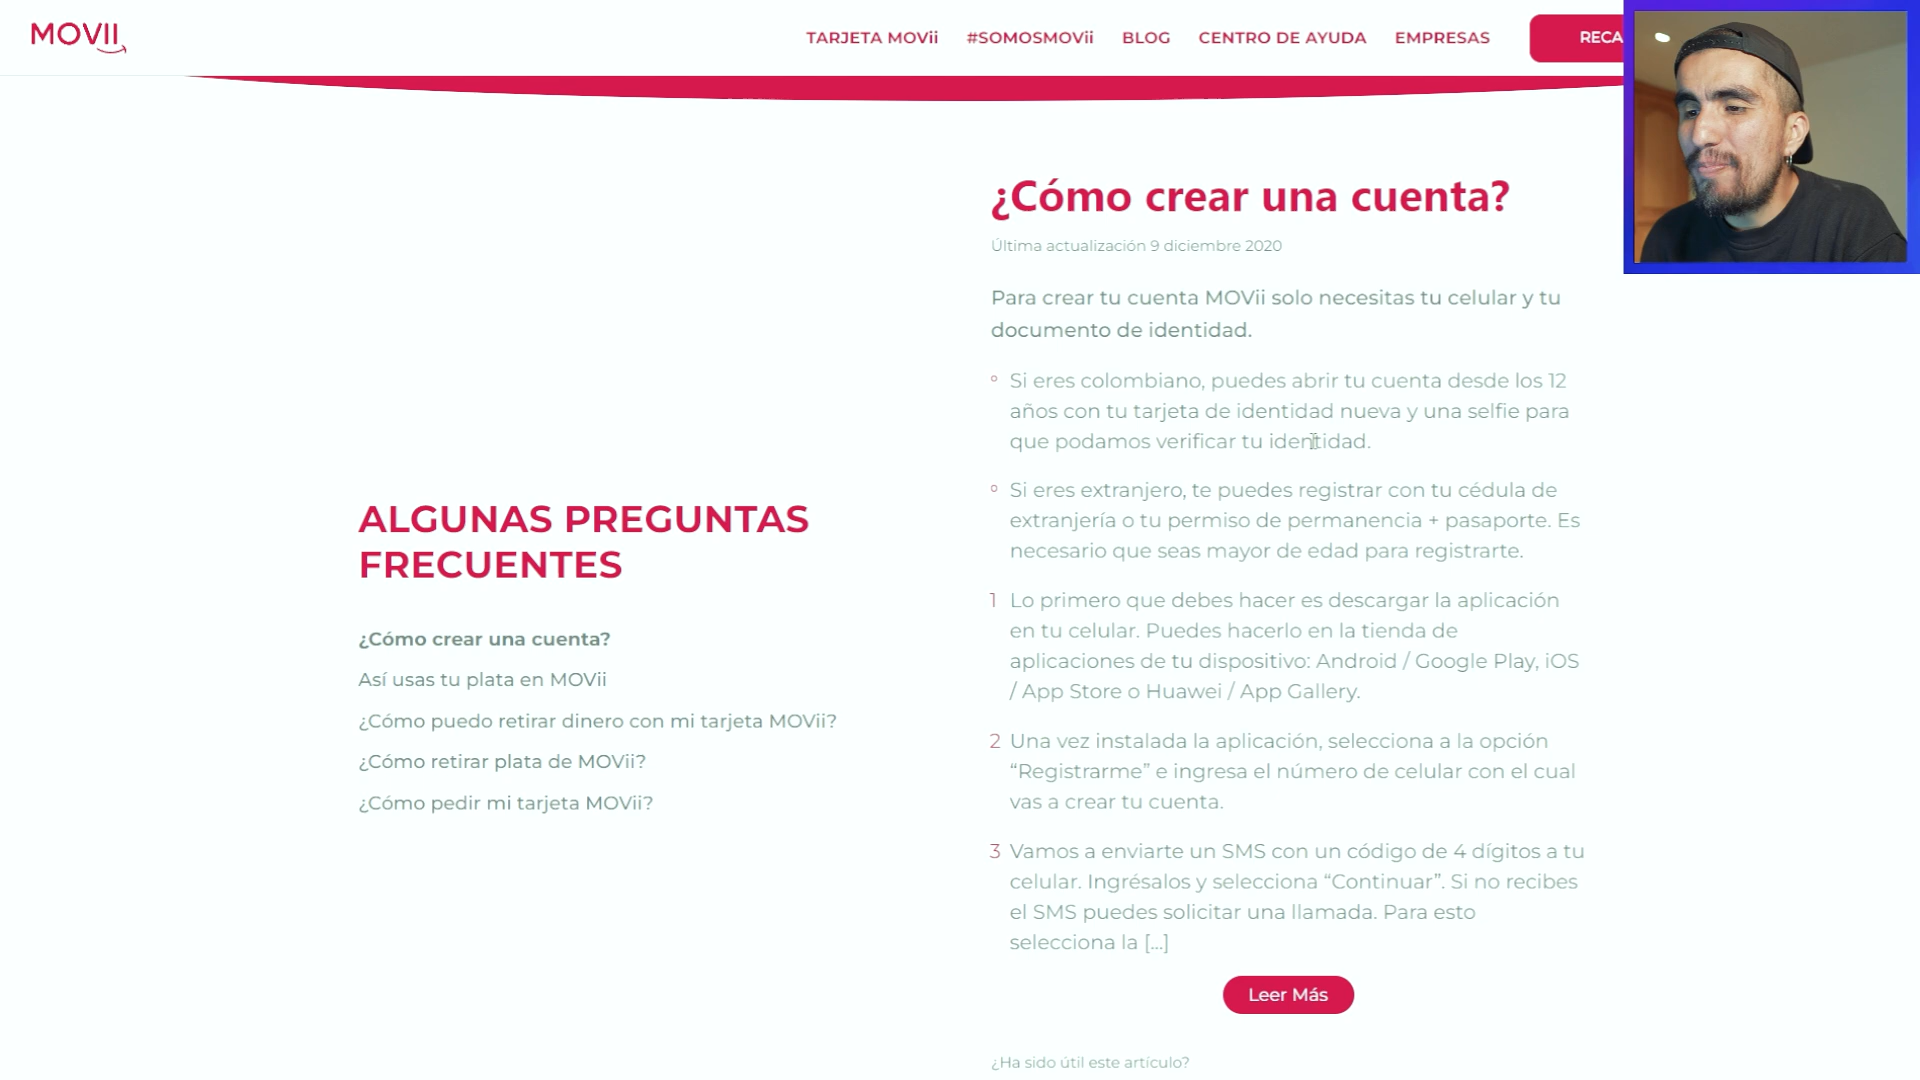 MOVII
TARJETA MOVii #SOMOSMOVii BLOG CENTRO DE AYUDA EMPRESAS RECA
ALGUNAS PREGUNTAS
FRECUENTES
¿Cómo crear una cuenta?
Así usas tu plata en MOVii
¿Cómo puedo retirar dinero con mi tarjeta MOVii?
¿Cómo retirar plata de MOVii?
¿Cómo pedir mi tarjeta MOVii?
¿Cómo crear una cuenta?
Última actualización 9 diciembre 2020
Para crear tu cuenta MOVii solo necesitas tu celular y tu
documento de identidad.
Si eres colombiano, puedes abrir tu cuenta desde los 12
años con tu tarjeta de identidad nueva y una selfie para
que podamos verificar tu identidad.
Si eres extranjero, te puedes registrar con tu cédula de
extranjería o tu permiso de permanencia + pasaporte. Es
necesario que seas mayor de edad para registrarte.
1 Lo primero que debes hacer es descargar la aplicación
en tu celular. Puedes hacerlo en la tienda de
aplicaciones de tu dispositivo: Android / Google Play, iOS
/ App Store o Huawei / App Gallery.
2 Una vez instalada la aplicación, selecciona a la opción
“Registrarme” e ingresa el número de celular con el cual
vas a crear tu cuenta.
3 Vamos a enviarte un SMS con un código de 4 dígitos a tu
celular. Ingrésalos y selecciona “Continuar”. Si no recibes
el SMS puedes solicitar una llamada. Para esto
selecciona la [...]
Leer Más
¿Ha sido útil este artículo?